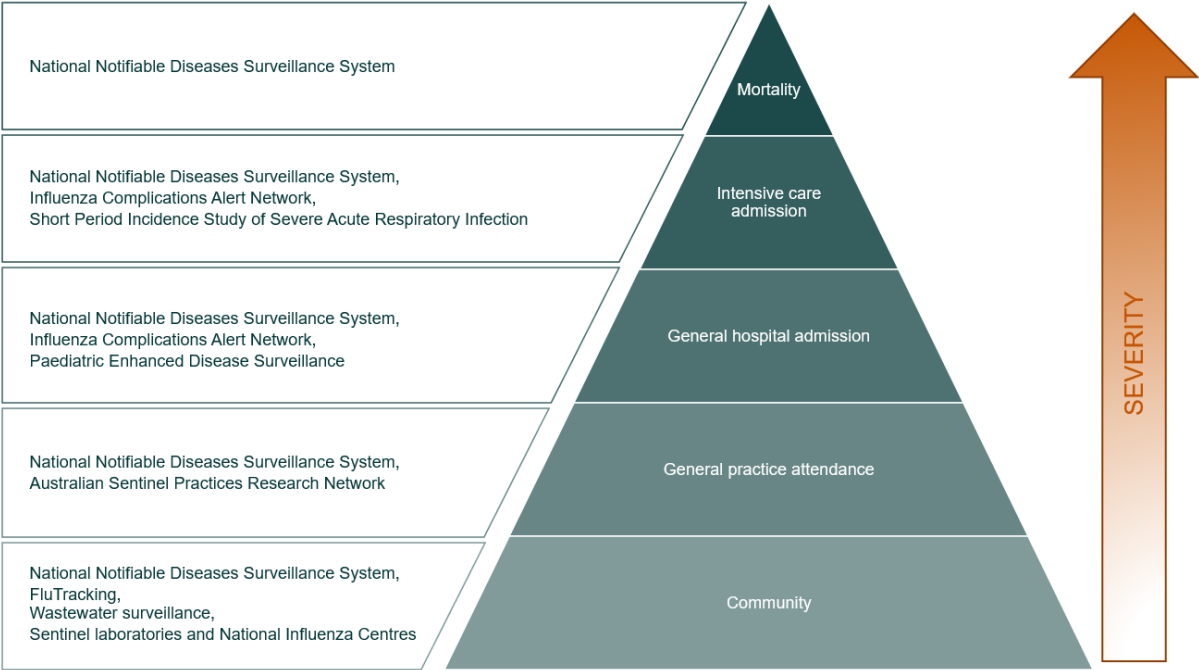 National Notifiable Diseases Surveillance System
Mortality
National Notifiable Diseases Surveillance System,
Influenza Complications Alert Network,
Short Period Incidence Study of Severe Acute Respiratory Infection
Intensive care
admission
National Notifiable Diseases Surveillance System,
Influenza Complications Alert Network,
Paediatric Enhanced Disease Surveillance
General hospital admission
National Notifiable Diseases Surveillance System,
Australian Sentinel Practices Research Network
General practice attendance
National Notifiable Diseases Surveillance System,
FluTracking,
Wastewater surveillance,
Sentinel laboratories and National Influenza Centres
Community
SEVERITY